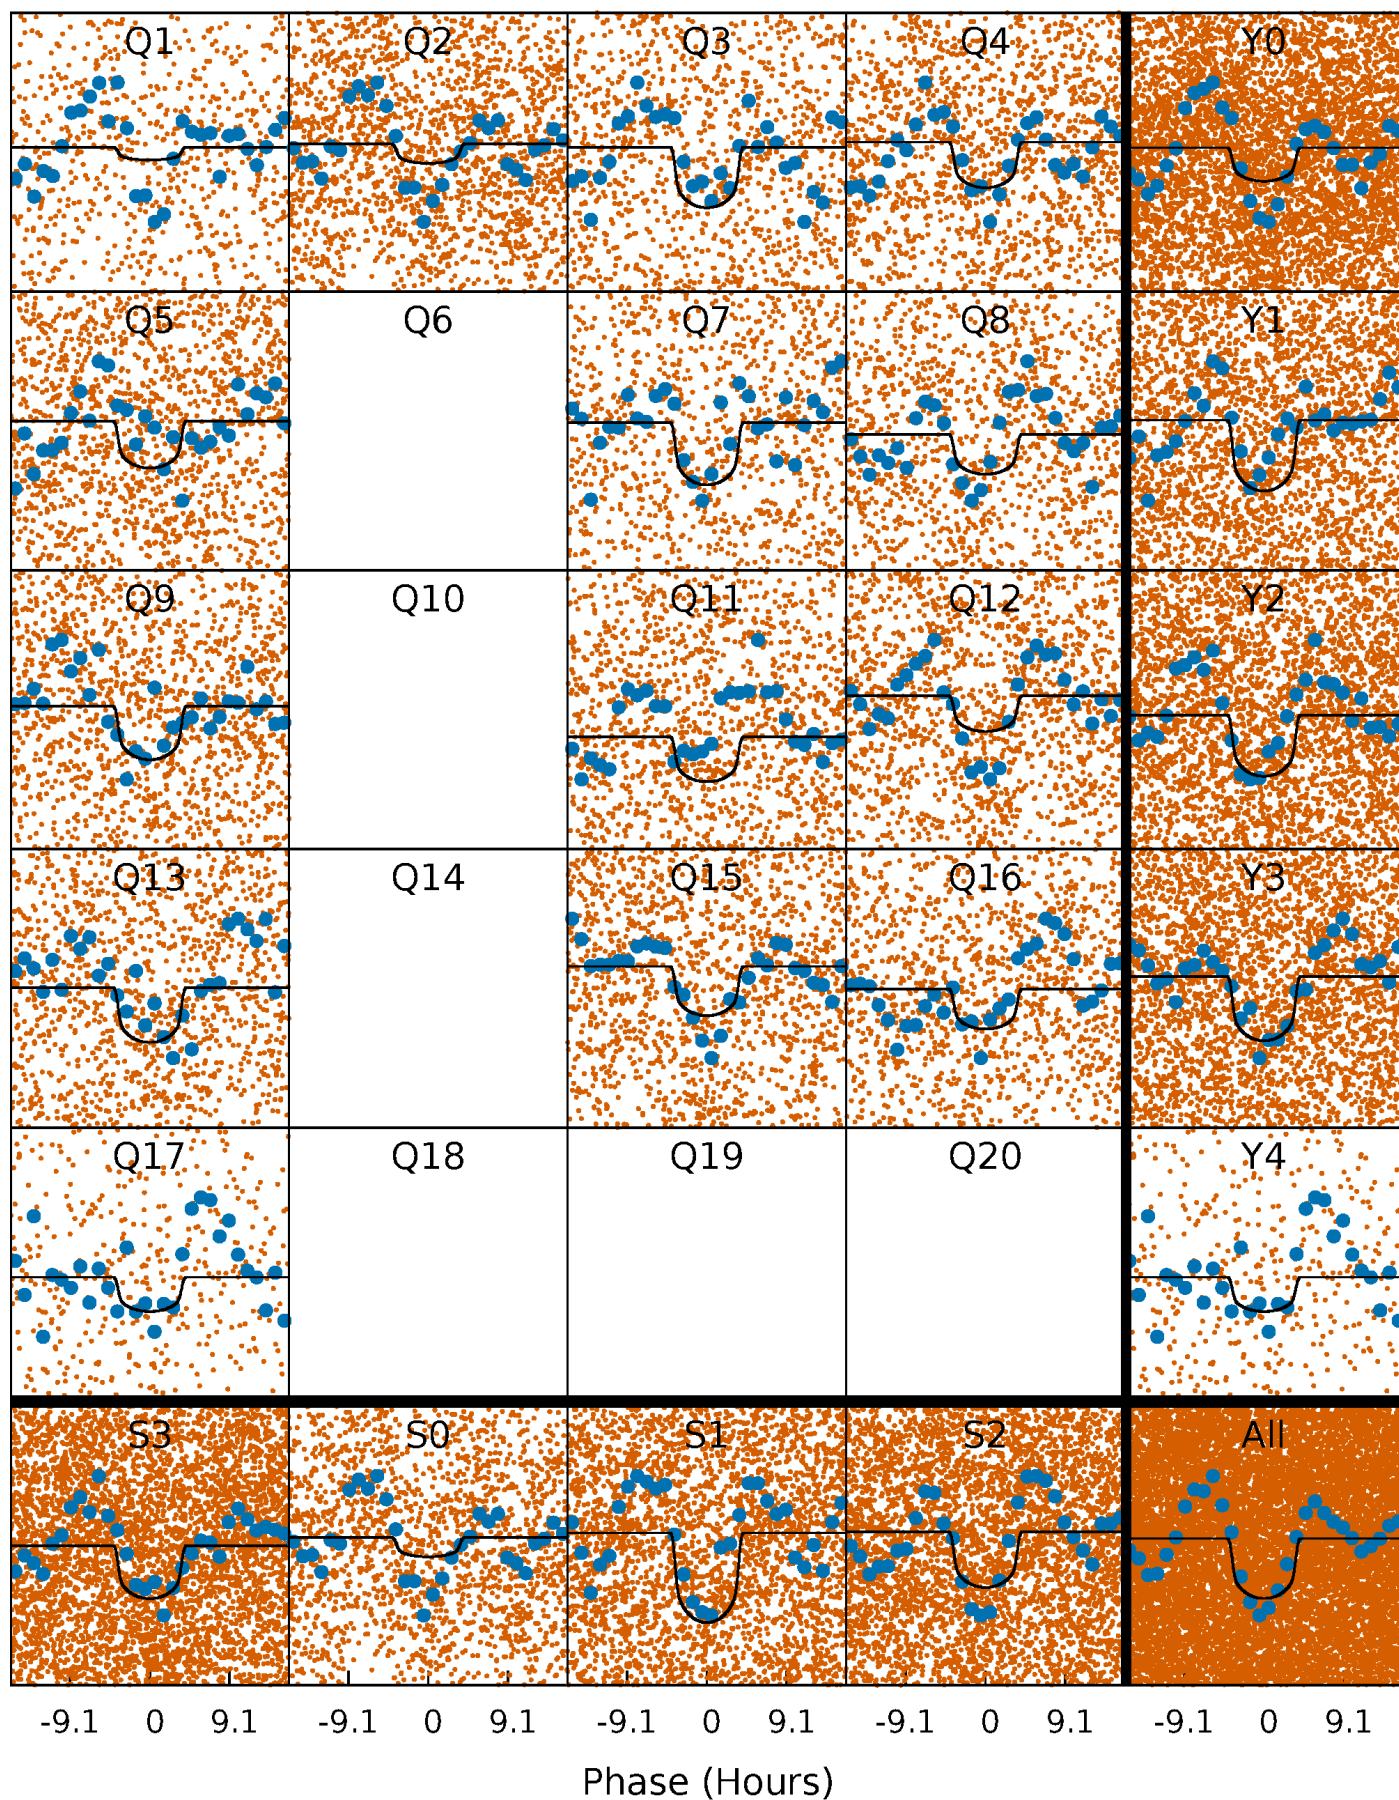 Q1 Q2 Q3 Q4 Y0
Q5 Q6 Q7 Q8 Y1
Q9 Q10 Q11 Q12 Y2
Q13 Q14 Q15 Q16 Y3
Q17 Q18 Q19 Q20 Y4
S3 S0 S1 S2 All
-9.1 0 9.1 -9.1 0 9.1 -9.1 0 9.1 -9.1 0 9.1 -9.1 0 9.1
Phase (Hours)